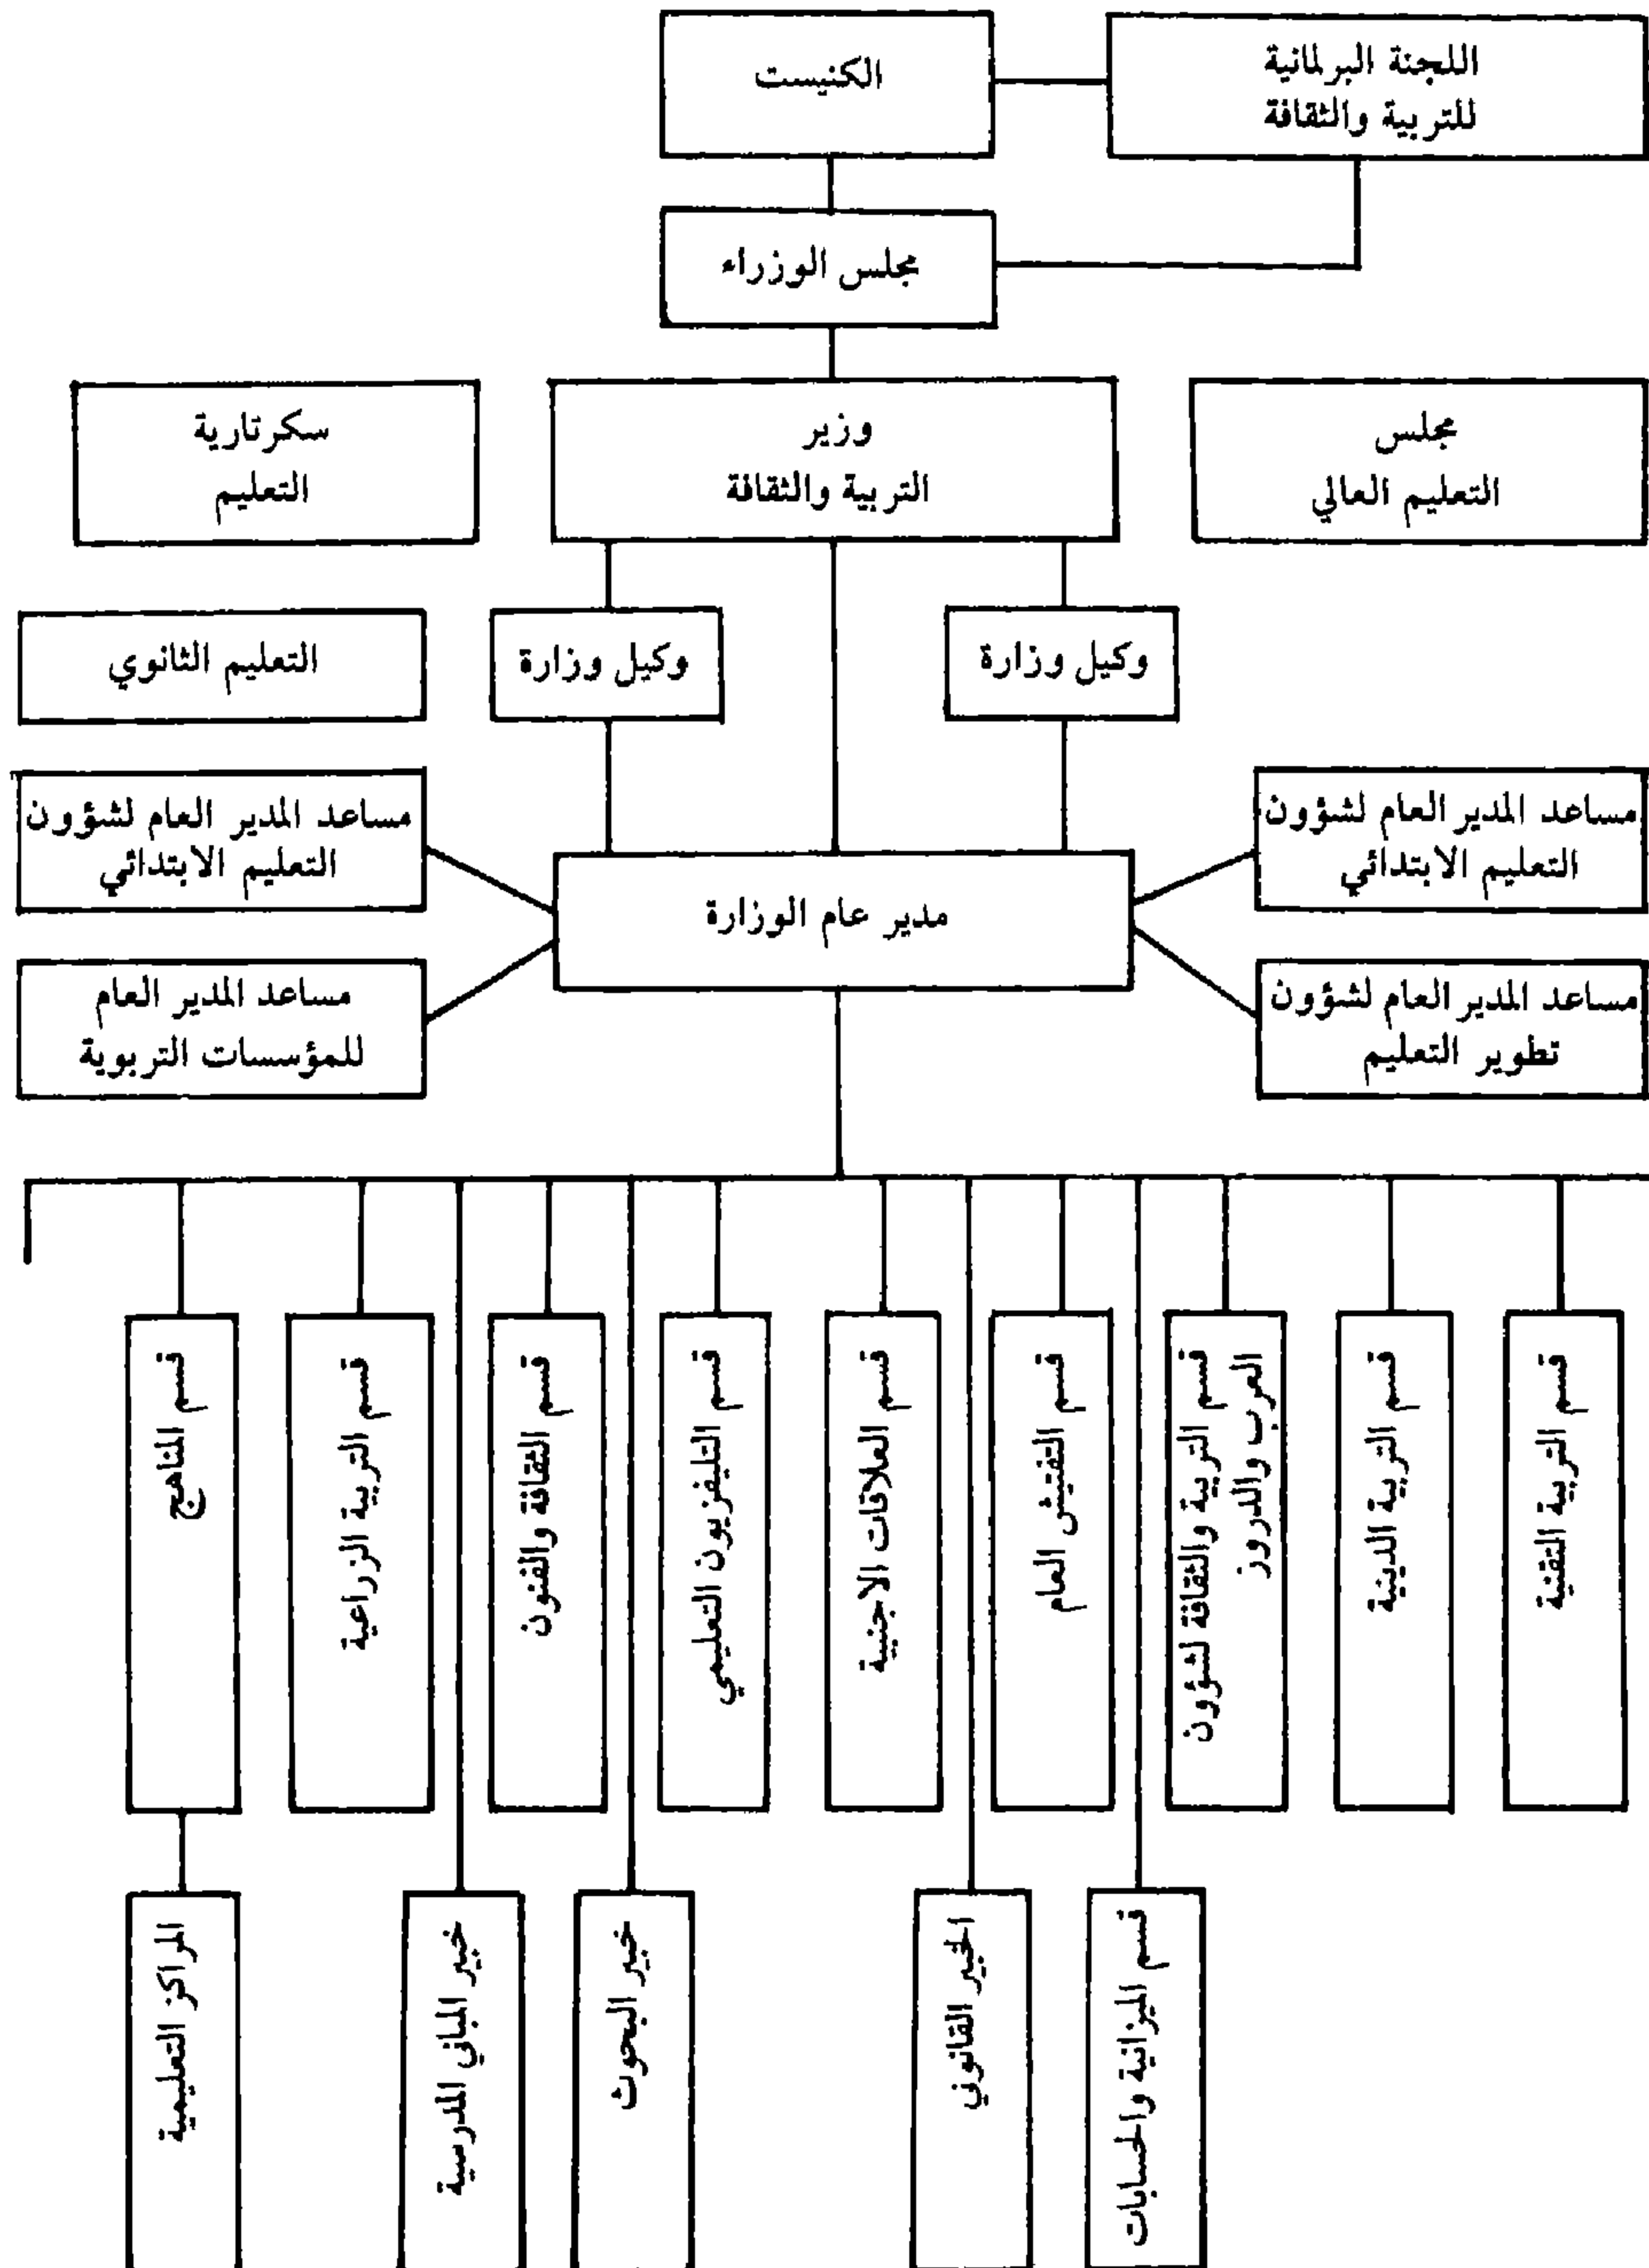 اللجنة البرلمانية
للتربية والثقافة
الكنيست
مجلس الوزراء
مجلس
التعليم العالي
وزير
التربية والثقافة
سكرتارية
التعليم
وكيل وزارة
وكيل وزارة
التعليم الثانوي
مساعد المدير العام لشؤون
التعليم الابتدائي
مدير عام الوزارة
مساعد المدير العام لشؤون
التعليم الابتدائي
مساعد المدير العام لشؤون
تطوير التعليم
مساعد المدير العام
للمؤسسات التربوية
قسم التربية التقنية
قسم التربية الدينية
قسم التربية والثقافة لشؤون
العرب والدروز
قسم التفتيش العام
قسم العلاقات الاجنبية
قسم التليفزيون التعليمي
قسم الثقافة والفنون
قسم التربية الزراعية
قسم المناهج
قسم الميزانية والحسابات
الخبير القانوني
خبير البحوث
خبير المباني المدرسية
المراكز التعليمية